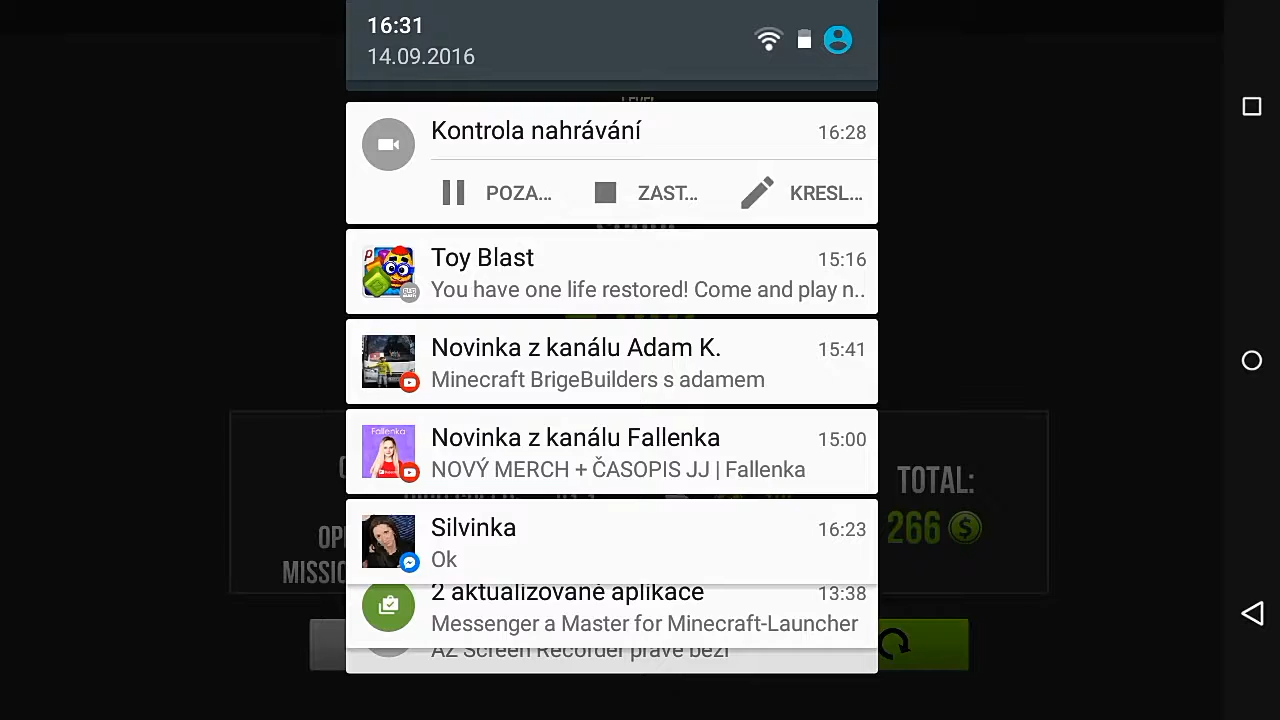 16:31
14.09.2016
LEVEL
Kontrola nahrávání 16:28
POZA... ZAST... KRESL...
Toy Blast 15:16
You have one life restored! Come and play n..
Novinka z kanálu Adam K. 15:41
Minecraft BrigeBuilders s adamem
Novinka z kanálu Fallenka 15:00
Fallenka
NOVÝ MERCH + ČASOPIS JJ | Fallenka
TOTAL:
266
Silvinka 16:23
Ok
OP
MISSIO
2 aktualizované aplikace 13:38
Messenger a Master for Minecraft-Launcher
AZ Screen Recorder právě běží